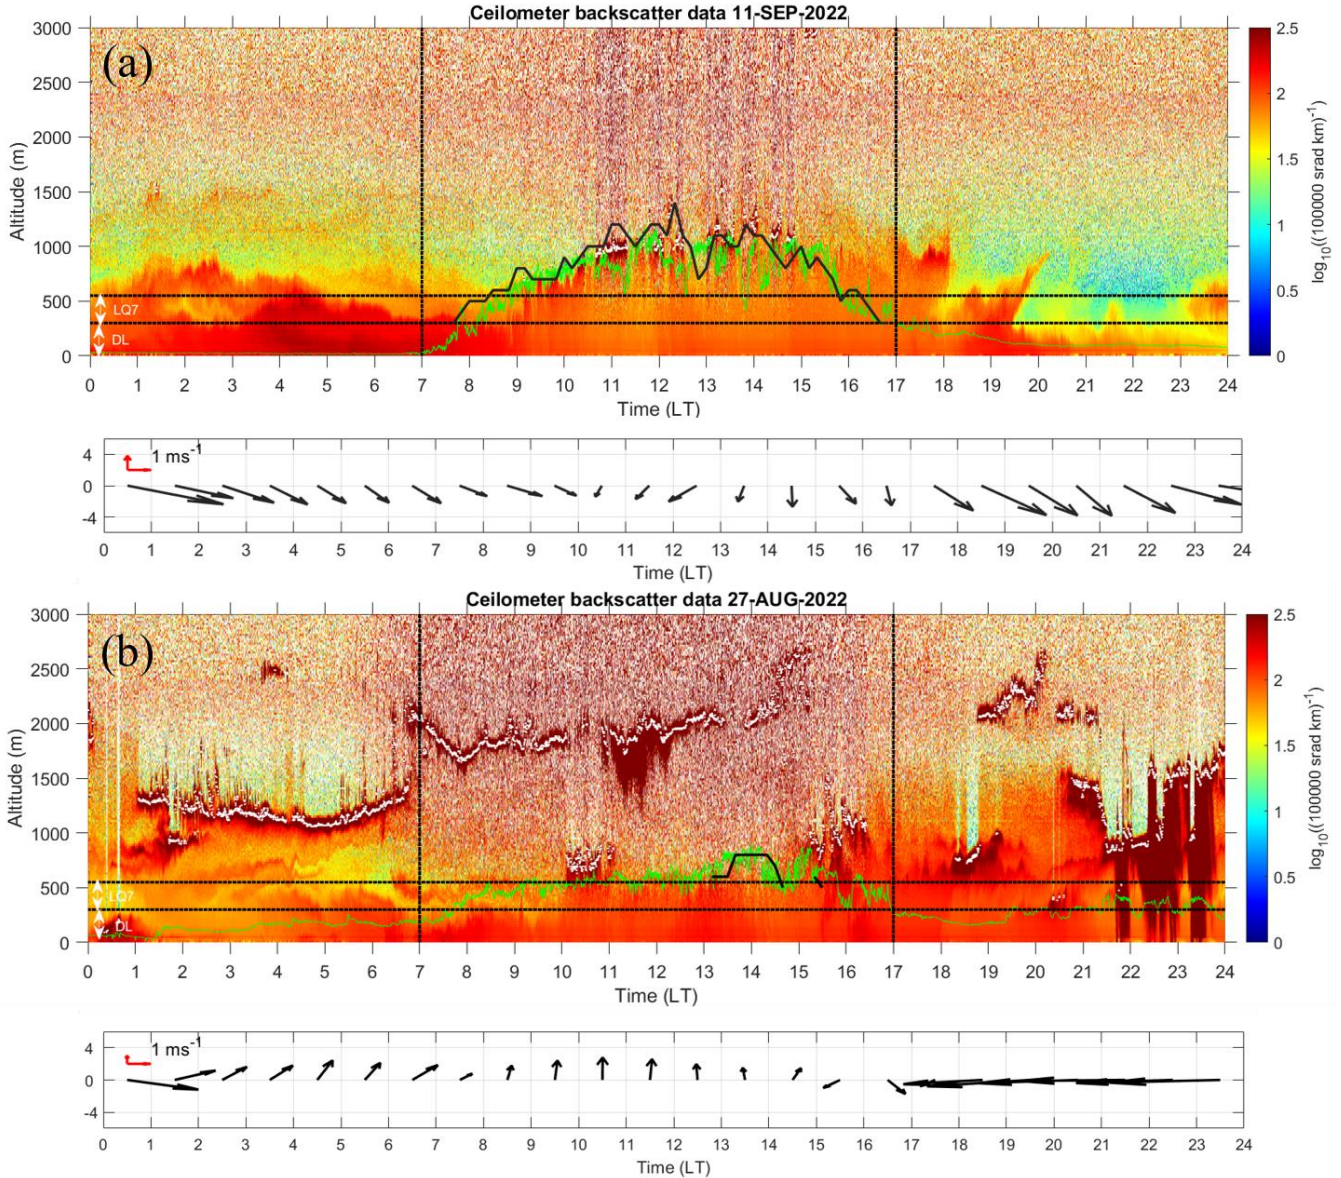 Ceilometer backscatter data 11-SEP-2022
(a)
3000
2500
2000
1500
1000
500
0
Altitude (m)
LQ7
DL
0 1 2 3 4 5 6 7 8 9 10 11 12 13 14 15 16 17 18 19 20 21 22 23 24
Time (LT)
2.5
2
1.5
1
0.5
0
log10((100000 srad km)-1)
1 ms-1
4
0
-4
0 1 2 3 4 5 6 7 8 9 10 11 12 13 14 15 16 17 18 19 20 21 22 23 24
Time (LT)
Ceilometer backscatter data 27-AUG-2022
(b)
3000
2500
2000
1500
1000
500
0
Altitude (m)
LQ7
DL
0 1 2 3 4 5 6 7 8 9 10 11 12 13 14 15 16 17 18 19 20 21 22 23 24
Time (LT)
2.5
2
1.5
1
0.5
0
log10((100000 srad km)-1)
1 ms-1
4
0
-4
0 1 2 3 4 5 6 7 8 9 10 11 12 13 14 15 16 17 18 19 20 21 22 23 24
Time (LT)